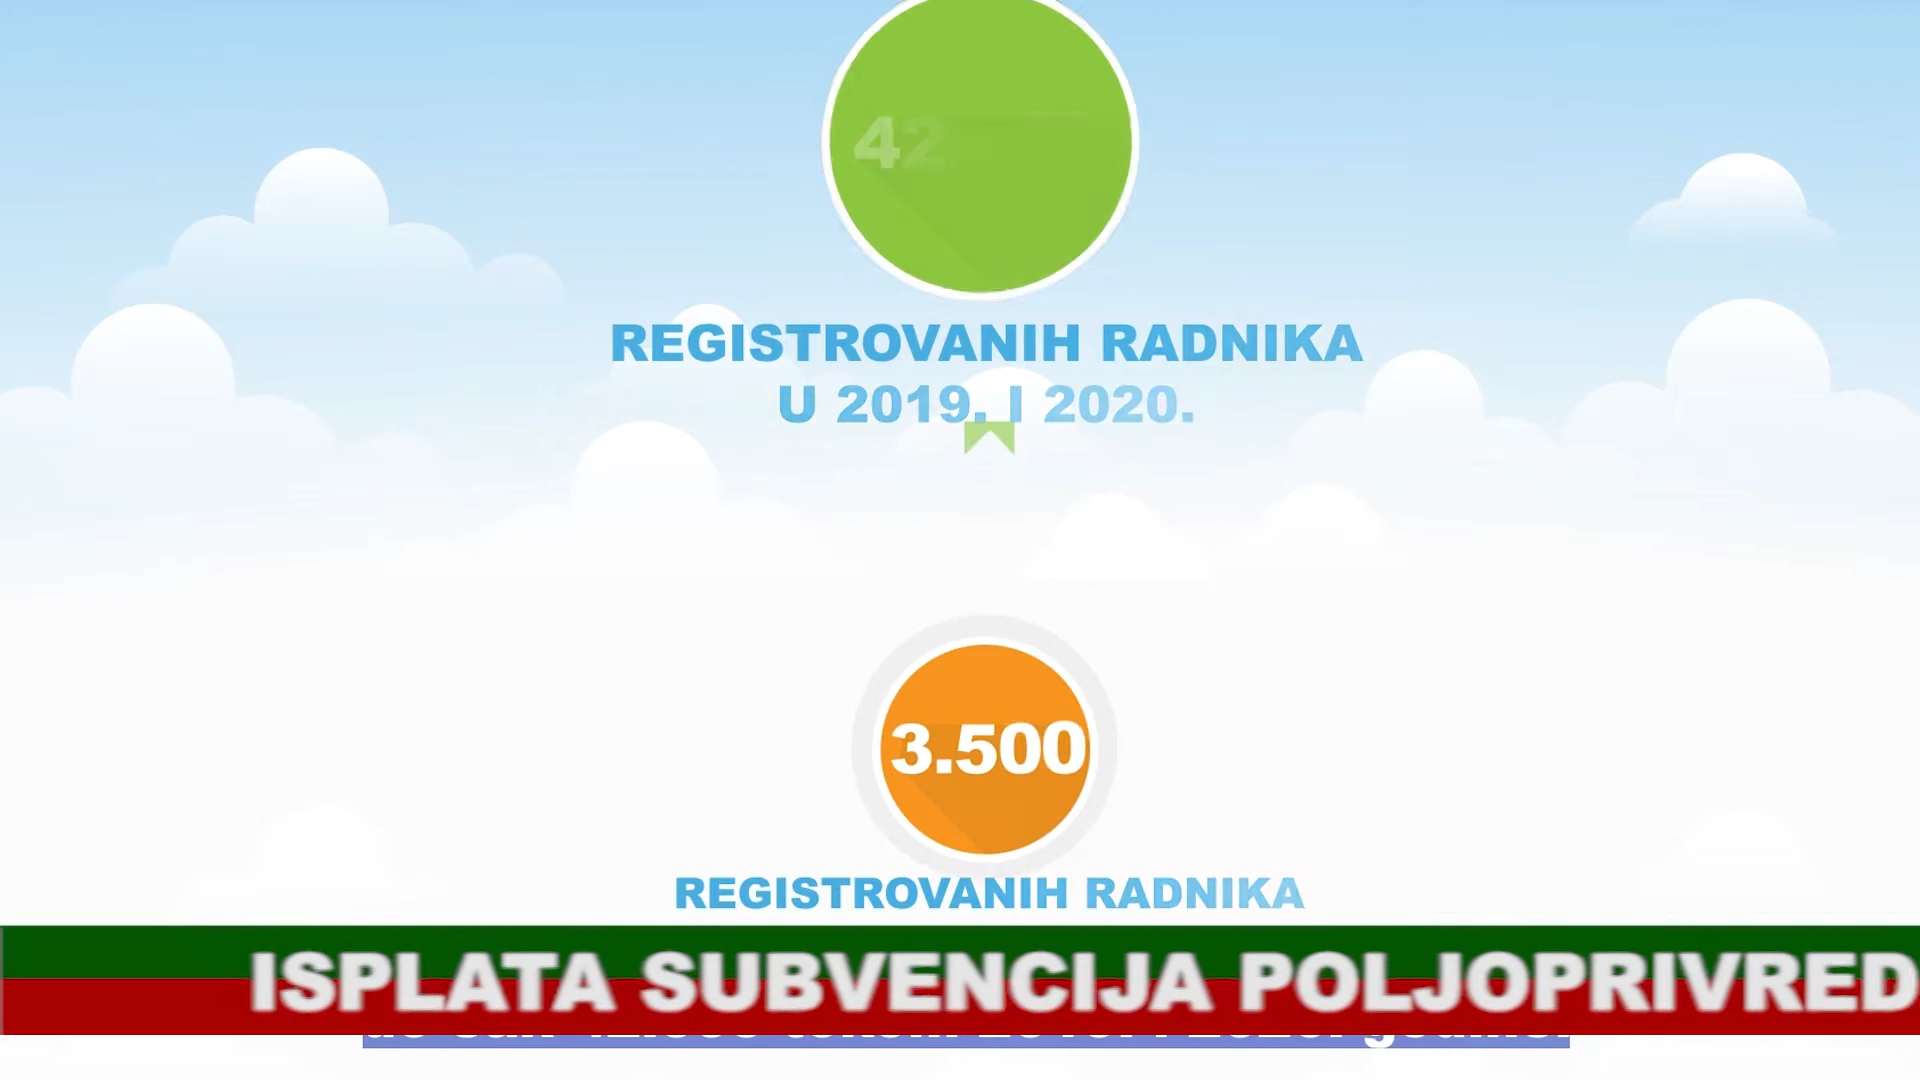 42
REGISTROVANIH RADNIKA
U 2019. I 2020.
3.500
REGISTROVANIH RADNIKA
ISPLATA SUBVENCIJA POLJOPRIVRED